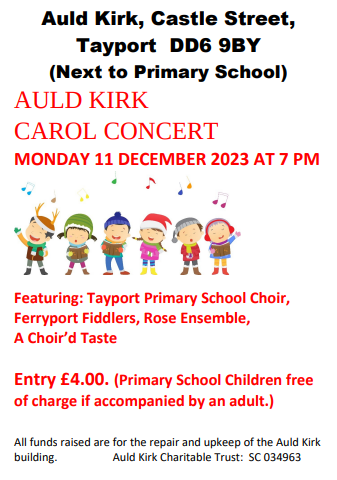 Auld Kirk, Castle Street,
Tayport DD6 9BY
(Next to Primary School)
AULD KIRK
CAROL CONCERT
MONDAY 11 DECEMBER 2023 AT 7 PM
Featuring: Tayport Primary School Choir,
Ferryport Fiddlers, Rose Ensemble,
A Choir’d Taste
Entry £4.00. (Primary School Children free
of charge if accompanied by an adult.)
All funds raised are for the repair and upkeep of the Auld Kirk
building. Auld Kirk Charitable Trust: SC 034963